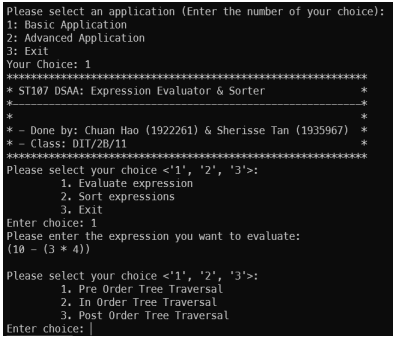 Please select an application (Enter the number of your choice):
1: Basic Application
2: Advanced Application
3: Exit
Your Choice: 1
*************************************************************
* ST107 DSAA: Expression Evaluator & Sorter                 *
*-----------------------------------------------------------*
*                                                           *
* - Done by: Chuan Hao (1922261) & Sherisse Tan (1935967)   *
* - Class: DIT/2B/11                                        *
*************************************************************
Please select your choice <'1', '2', '3'>:
        1. Evaluate expression
        2. Sort expressions
        3. Exit
Enter choice: 1
Please enter the expression you want to evaluate:
(10 - (3 * 4))

Please select your choice <'1', '2', '3'>:
        1. Pre Order Tree Traversal
        2. In Order Tree Traversal
        3. Post Order Tree Traversal
Enter choice: